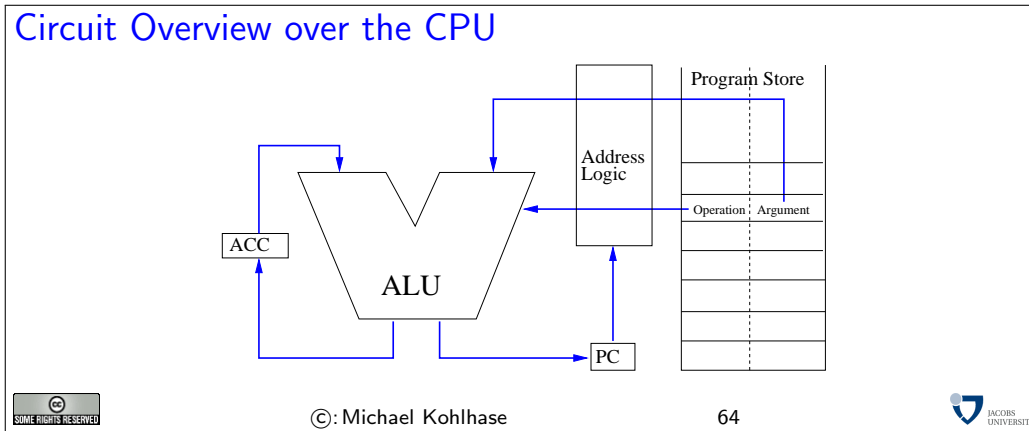 Circuit Overview over the CPU
Program Store
Address
Logic
Operation
Argument
ACC
ALU
PC
cc
SOME RIGHTS RESERVED
©: Michael Kohlhase
64
JACOBS
UNIVERSIT